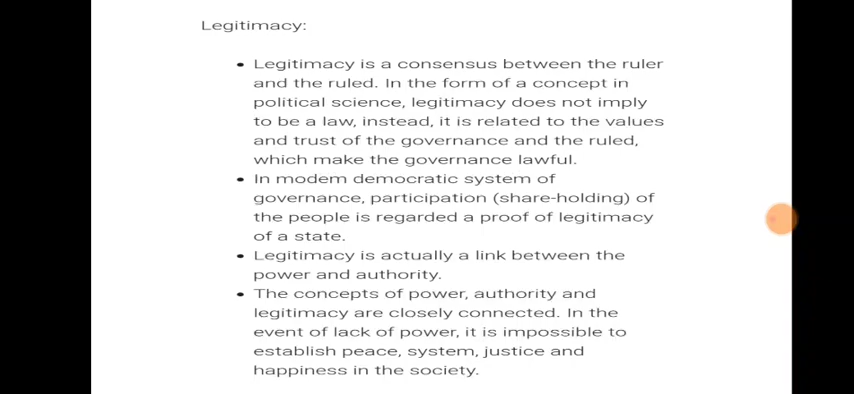 Legitimacy:
• Legitimacy is a consensus between the ruler
and the ruled. In the form of a concept in
political science, legitimacy does not imply
to be a law, instead, it is related to the values
and trust of the governance and the ruled,
which make the governance lawful.
• In modem democratic system of
governance, participation (share-holding) of
the people is regarded a proof of legitimacy
of a state.
• Legitimacy is actually a link between the
power and authority.
• The concepts of power, authority and
legitimacy are closely connected. In the
event of lack of power, it is impossible to
establish peace, system, justice and
happiness in the society.